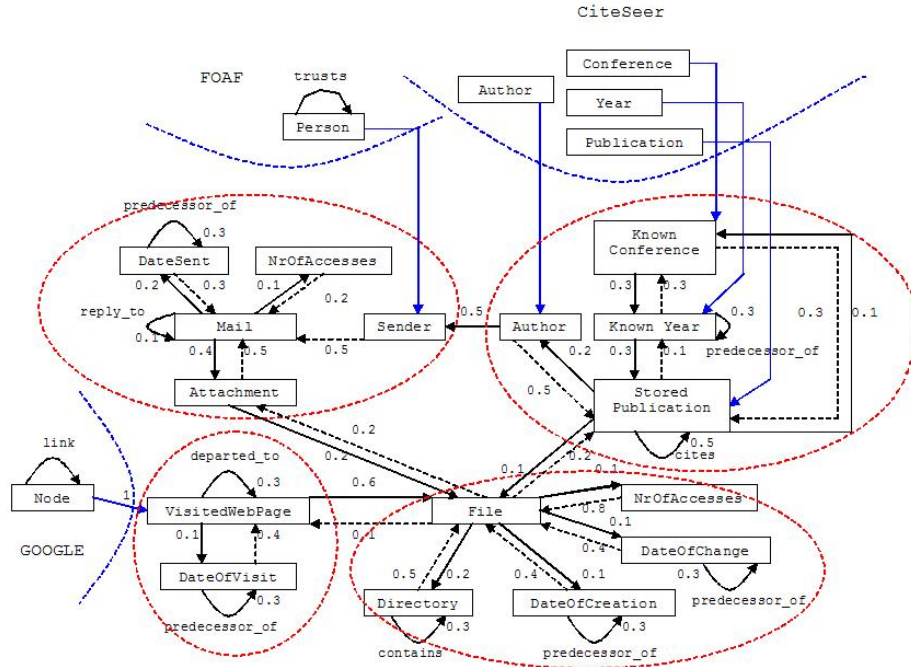 CiteSeer
FOAF
trusts
Person
Author
Conference
Year
Publication
predecessor_of
0.3
DateSent
NrOfAccesses
0.2
0.3
0.1
0.2
reply_to
0.1
Mail
0.5
Sender
0.5
Author
0.4
0.5
Attachment
Known
Conference
0.3
0.3
0.3
0.1
Known Year
0.3
predecessor_of
0.2
0.3
0.1
0.5
Stored
Publication
0.5
cites
0.2
0.2
0.1
0.2
link
Node
1
GOOGLE
departed_to
0.3
0.6
VisitedWebPage
0.1
0.1
0.4
DateOfVisit
0.3
predecessor_of
File
0.1
NrOfAccesses
0.8
0.1
0.4
DateOfChange
0.3
predecessor_of
0.5
0.2
0.4
0.1
Directory
0.3
contains
DateOfCreation
0.3
predecessor_of